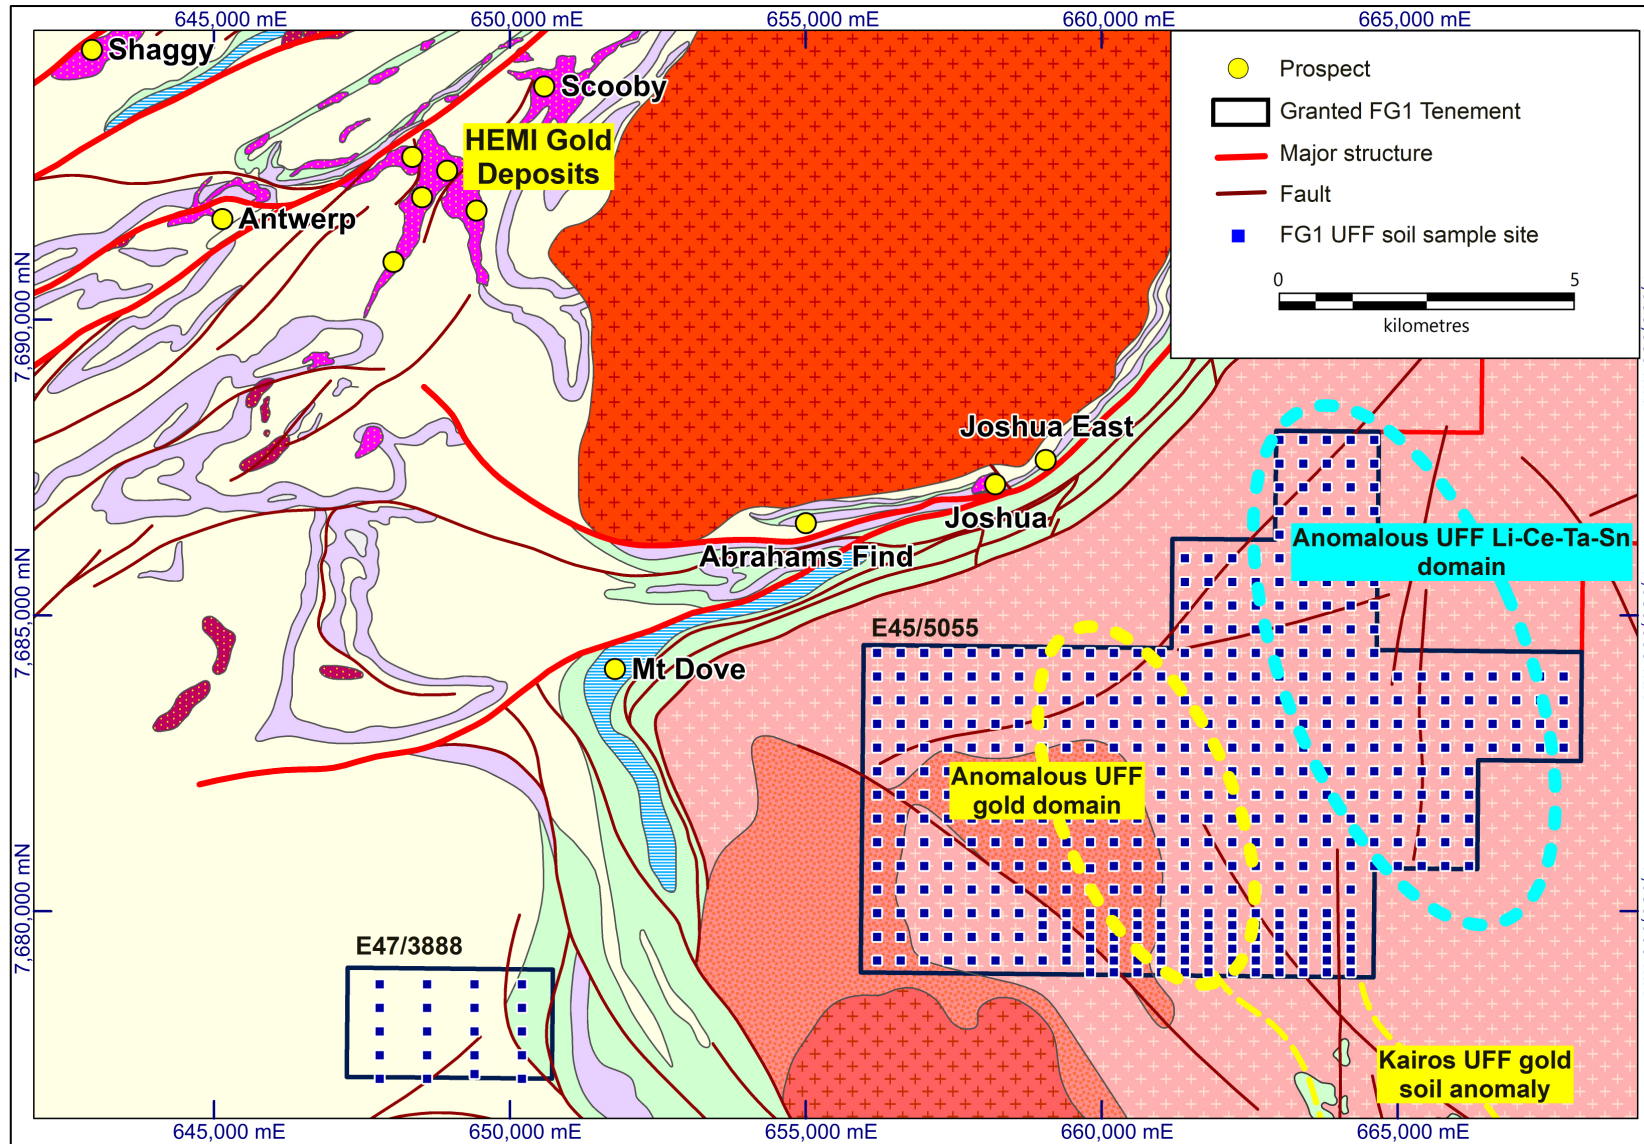 645,000 mE
650,000 mE
655,000 mE
660,000 mE
665,000 mE
Shaggy
Scooby
HEMI Gold
Deposits
Antwerp
Prospect
Granted FG1 Tenement
Major structure
Fault
FG1 UFF soil sample site
0
5
kilometres
7,690,000 mN
Joshua East
Joshua
Abrahams Find
Anomalous UFF Li-Ce-Ta-Sn
domain
7,685,000 mN
E45/5055
Mt Dove
Anomalous UFF
gold domain
7,680,000 mN
E47/3888
Kairos UFF gold
soil anomaly
645,000 mE
650,000 mE
655,000 mE
660,000 mE
665,000 mE